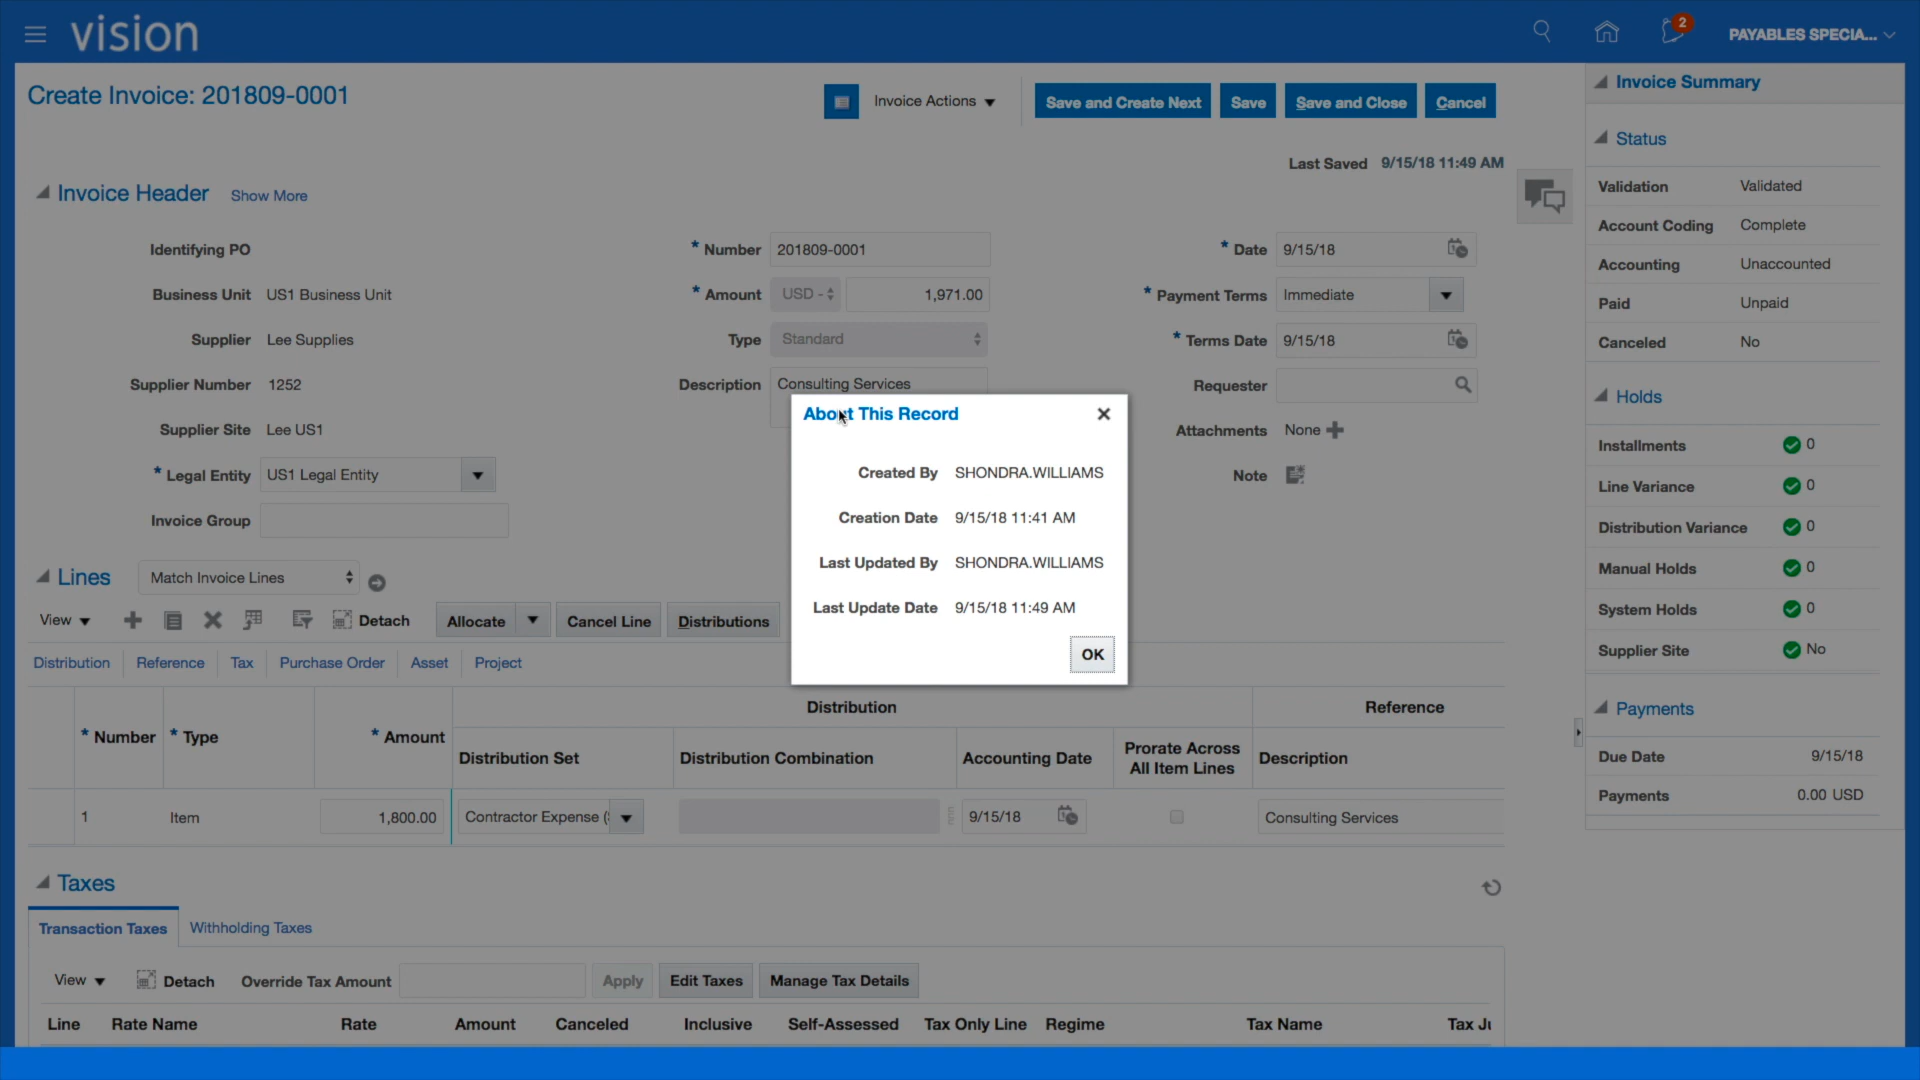 vision
2
PAYABLES SPECIA...
Create Invoice: 201809-0001
Invoice Actions
Save and Create Next
Save
Save and Close
Cancel
Last Saved 9/15/18 11:49 AM
Invoice Header Show More
Identifying PO
Business Unit US1 Business Unit
Supplier Lee Supplies
Supplier Number 1252
Supplier Site Lee US1
* Legal Entity US1 Legal Entity
Invoice Group
* Number 201809-0001
* Amount USD - 1,971.00
Type Standard
Description Consulting Services
* Date 9/15/18
* Payment Terms Immediate
* Terms Date 9/15/18
Requester
Attachments None
Note
About This Record
Created By SHONDRA.WILLIAMS
Creation Date 9/15/18 11:41 AM
Last Updated By SHONDRA.WILLIAMS
Last Update Date 9/15/18 11:49 AM
OK
Lines Match Invoice Lines
View Detach Allocate Cancel Line Distributions
Distribution Reference Tax Purchase Order Asset Project
Distribution Reference
* Number * Type * Amount Distribution Set Distribution Combination Accounting Date Prorate Across Description
All Item Lines
1 Item 1,800.00 Contractor Expense ( 9/15/18 Consulting Services
Taxes
Transaction Taxes Withholding Taxes
View Detach Override Tax Amount Apply Edit Taxes Manage Tax Details
Line Rate Name Rate Amount Canceled Inclusive Self-Assessed Tax Only Line Regime Tax Name Tax Ju
Invoice Summary
Status
Validation Validated
Account Coding Complete
Accounting Unaccounted
Paid Unpaid
Canceled No
Holds
Installments 0
Line Variance 0
Distribution Variance 0
Manual Holds 0
System Holds 0
Supplier Site No
Payments
Due Date 9/15/18
Payments 0.00 USD